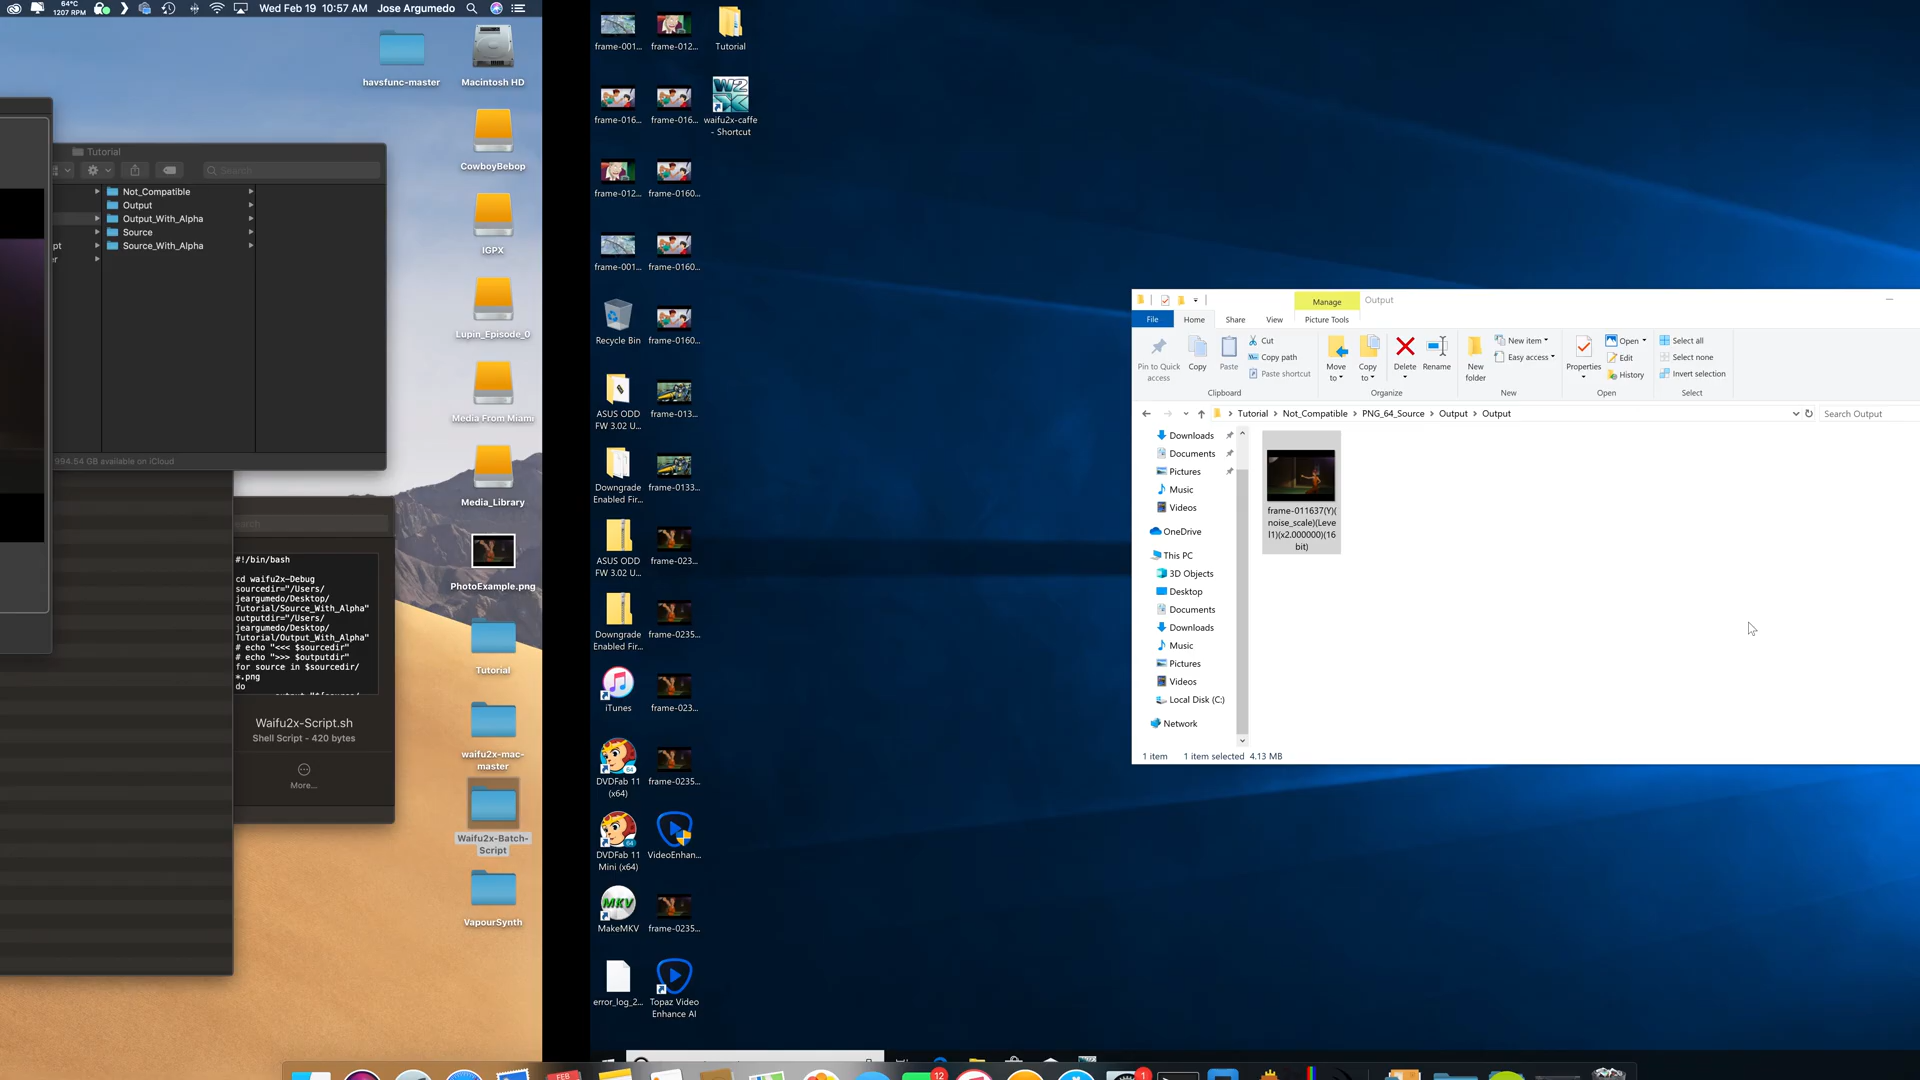 64°C
1207 RPM
Wed Feb 19 10:57 AM
Jose Argumedo
havsfunc-master
Macintosh HD
CowboyBebop
IGPX
Lupin_Episode_0
Media From Miami
Media_Library
PhotoExample.png
Tutorial
waifu2x-mac-
master
Waifu2x-Batch-
Script
VapourSynth
Tutorial
Search
Not_Compatible
Output
Output_With_Alpha
Source
Source_With_Alpha
994.54 GB available on iCloud
#!/bin/bash
cd waifu2x-Debug
sourcedir="/Users/
jeargumedo/Desktop/
Tutorial/Source_With_Alpha"
outputdir="/Users/
jeargumedo/Desktop/
Tutorial/Output_With_Alpha"
# echo "<<< $sourcedir"
# echo ">>> $outputdir"
for source in $sourcedir/
*.png
do
Waifu2x-Script.sh
Shell Script - 420 bytes
More...
frame-001...
frame-012...
Tutorial
frame-016...
frame-016...
waifu2x-caffe
- Shortcut
frame-012...
frame-0160...
frame-001...
frame-0160...
Recycle Bin
frame-0160...
ASUS ODD
FW 3.02 U...
frame-013...
Downgrade
Enabled Fir...
frame-0133...
ASUS ODD
FW 3.02 U...
frame-023...
Downgrade
Enabled Fir...
frame-0235...
iTunes
frame-023...
DVDFab 11
(x64)
frame-0235...
DVDFab 11
Mini (x64)
VideoEnhan...
MKV
MakeMKV
frame-0235...
error_log_2...
Topaz Video
Enhance AI
Manage
Output
File
Home
Share
View
Picture Tools
Pin to Quick
access
Copy
Paste
Cut
Copy path
Paste shortcut
Clipboard
Move
to
Copy
to
Delete
Rename
Organize
New
folder
New item
Easy access
New
Properties
Open
Edit
History
Open
Select all
Select none
Invert selection
Select
Tutorial > Not_Compatible > PNG_64_Source > Output > Output
Search Output
Downloads
Documents
Pictures
Music
Videos
OneDrive
This PC
3D Objects
Desktop
Documents
Downloads
Music
Pictures
Videos
Local Disk (C:)
Network
frame-011637(Y)(
noise_scale)(Leve
l1)(x2.000000)(16
bit)
1 item
1 item selected 4.13 MB
FEB
12
1